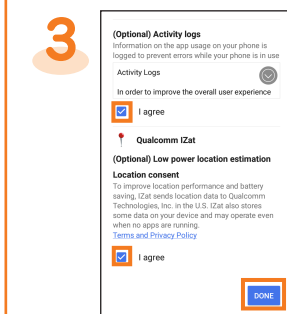 3
(Optional) Activity logs
Information on the app usage on your phone is
logged to prevent errors while your phone is in use
Activity Logs
In order to improve the overall user experience
I agree
Qualcomm IZat
(Optional) Low power location estimation
Location consent
To improve location performance and battery
saving, IZat sends location data to Qualcomm
Technologies, Inc. in the U.S. IZat also stores
some data on your device and may operate even
when no apps are running.
Terms and Privacy Policy
I agree
DONE